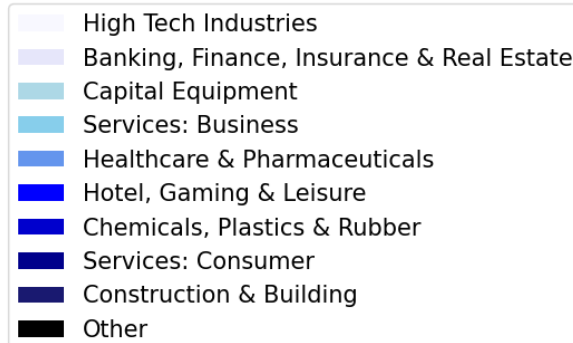 High Tech Industries
Banking, Finance, Insurance & Real Estate
Capital Equipment
Services: Business
Healthcare & Pharmaceuticals
Hotel, Gaming & Leisure
Chemicals, Plastics & Rubber
Services: Consumer
Construction & Building
Other